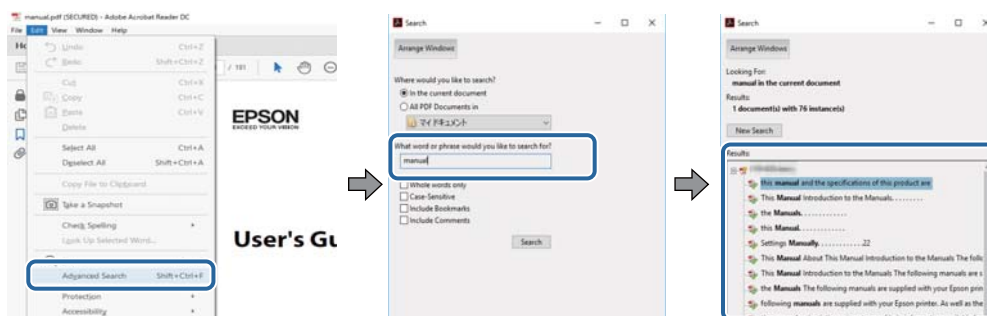 manual.pdf (SECURED) - Adobe Acrobat Reader DC
File Edit View Window Help
Undo Ctrl+Z
Redo Shift+Ctrl+Z
Cut Ctrl+X
Copy Ctrl+C
Paste Ctrl+V
Delete
Select All Ctrl+A
Deselect All Shift+Ctrl+A
Copy File to Clipboard
Take a Snapshot
Check Spelling
Look Up Selected Word...
Advanced Search Shift+Ctrl+F
Protection
Accessibility
/ 181
EPSON
EXCEED YOUR VISION
User's Gu
Search
Arrange Windows
Where would you like to search?
In the current document
All PDF Documents in
マイドキュメント
What word or phrase would you like to search for?
manual
Whole words only
Case-Sensitive
Include Bookmarks
Include Comments
Search
Search
Arrange Windows
Looking For:
manual in the current document
Results:
1 document(s) with 76 instance(s)
New Search
Results:
this manual and the specifications of this product are
This Manual Introduction to the Manuals.........
the Manuals.............
this Manual.............
Settings Manually.............22
This Manual About This Manual Introduction to the Manuals The follo
This Manual Introduction to the Manuals The following manuals are s
the Manuals The following manuals are supplied with your Epson prin
following manuals are supplied with your Epson printer. As well as the